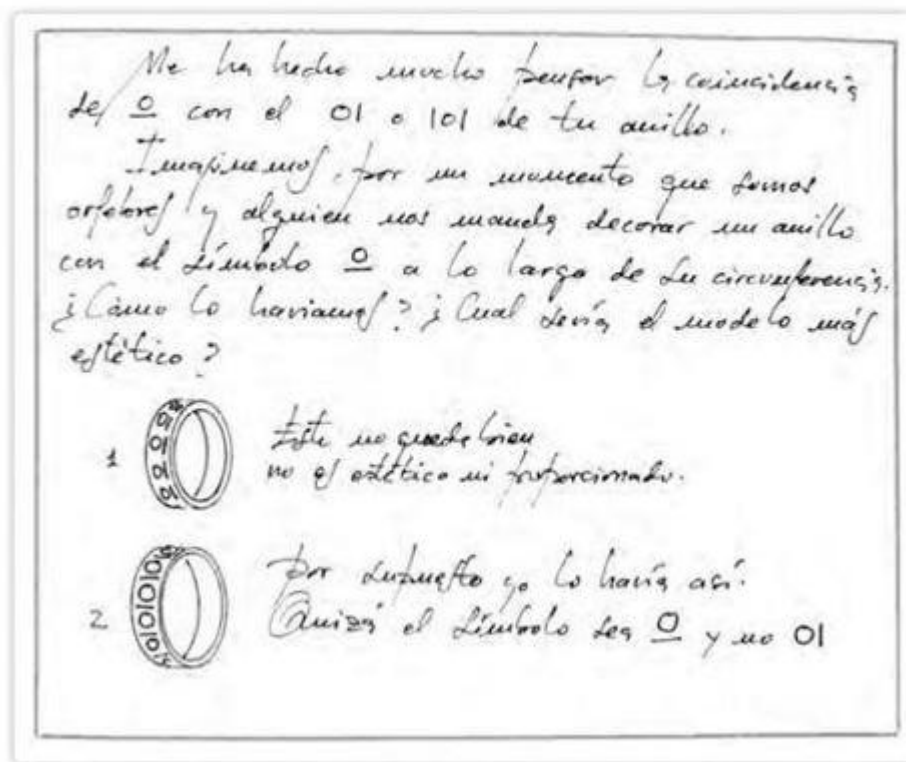 Me ha hecho mucho pensar la coincidencia
de O̲ con el 01 o 101 de tu anillo.
Imaginemos, por un momento que somos
orfebres y alguien nos manda decorar un anillo
con el símbolo O̲ a lo largo de su circunferencia.
¿Cómo lo haríamos? ¿Cual sería el modelo más
estético?
1 Este no queda bien
no es estético ni proporcionado.
2 Por supuesto yo lo haría así.
Quizá el símbolo sea O̲ y no 01